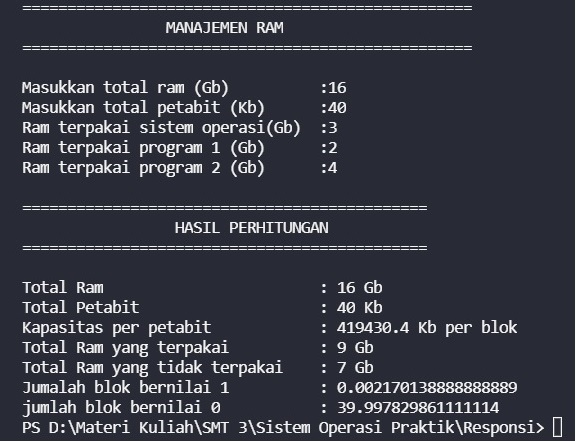 ==================================================
MANAJEMEN RAM
==================================================
Masukkan total ram (Gb) :16
Masukkan total petabit (Kb) :40
Ram terpakai sistem operasi(Gb) :3
Ram terpakai program 1 (Gb) :2
Ram terpakai program 2 (Gb) :4
=============================================
HASIL PERHITUNGAN
=============================================
Total Ram : 16 Gb
Total Petabit : 40 Kb
Kapasitas per petabit : 419430.4 Kb per blok
Total Ram yang terpakai : 9 Gb
Total Ram yang tidak terpakai : 7 Gb
Jumalah blok bernilai 1 : 0.002170138888888889
jumlah blok bernilai 0 : 39.997829861111114
PS D:\Materi Kuliah\SMT 3\Sistem Operasi Praktik\Responsi>